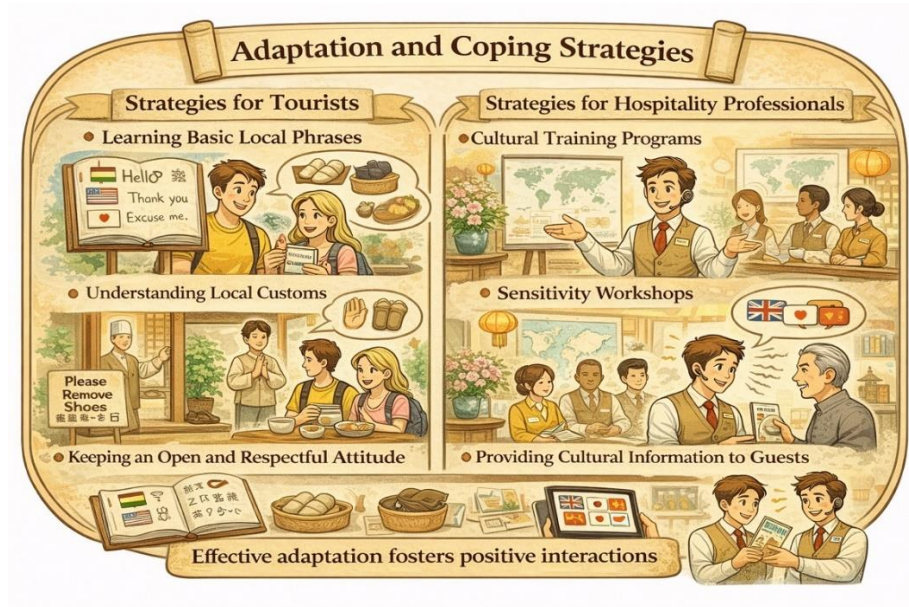 Adaptation and Coping Strategies
Strategies for Tourists
Learning Basic Local Phrases
Hello
Thank you
Excuse me.
Understanding Local Customs
Please
Remove
Shoes
Keeping an Open and Respectful Attitude
Strategies for Hospitality Professionals
Cultural Training Programs
Sensitivity Workshops
Providing Cultural Information to Guests
Effective adaptation fosters positive interactions